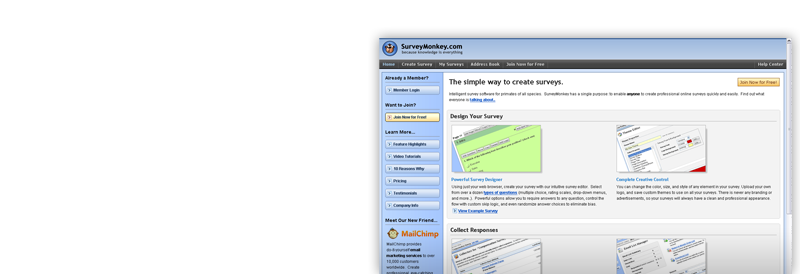 SurveyMonkey.com
because knowledge is everything
Home Create Survey My Surveys Address Book Join Now for Free! Help Center
Already a Member?
Member Login
Want to Join?
Join Now for Free!
Learn More...
Feature Highlights
Video Tutorials
10 Reasons Why
Pricing
Testimonials
Company Info
Meet Our New Friend...
MailChimp
MailChimp provides
do-it-yourself email
marketing services to over
10,000 customers
worldwide. Create
The simple way to create surveys.
Join Now for Free!
Intelligent survey software for primates of all species. SurveyMonkey has a single purpose: to enable anyone to create professional online surveys quickly and easily. Find out what
everyone is talking about.
Design Your Survey
Powerful Survey Designer
Using just your web browser, create your survey with our intuitive survey editor. Select
from over a dozen types of questions (multiple choice, rating scales, drop-down menus,
and more..). Powerful options allow you to require answers to any question, control the
flow with custom skip logic, and even randomize answer choices to eliminate bias.
View Example Survey
Complete Creative Control
You can change the color, size, and style of any element in your survey. Upload your own
logo, and save custom themes to use on all your surveys. There is never any branding or
advertisements, on your surveys will always have a clean and professional appearance.
Collect Responses